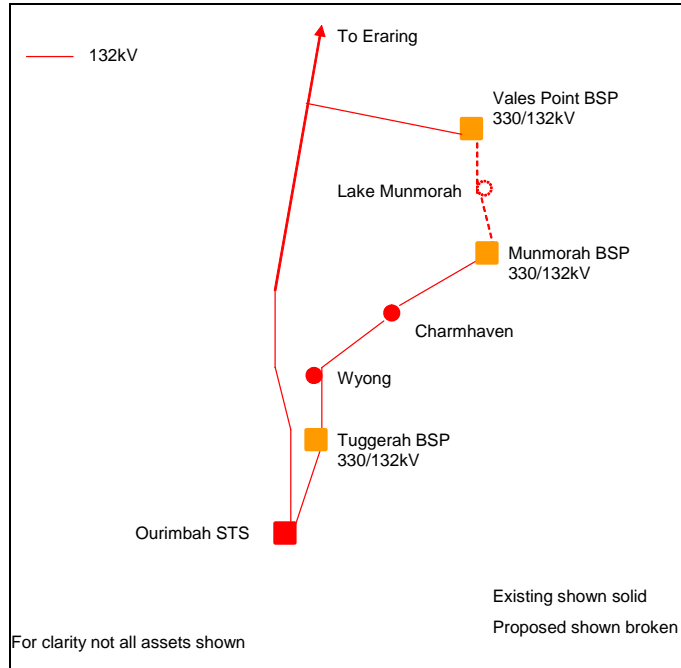 To Eraring
132kV
Vales Point BSP
330/132kV
Lake Munmorah
Munmorah BSP
330/132kV
Charmhaven
Wyong
Tuggerah BSP
330/132kV
Ourimbah STS
Existing shown solid
Proposed shown broken
For clarity not all assets shown